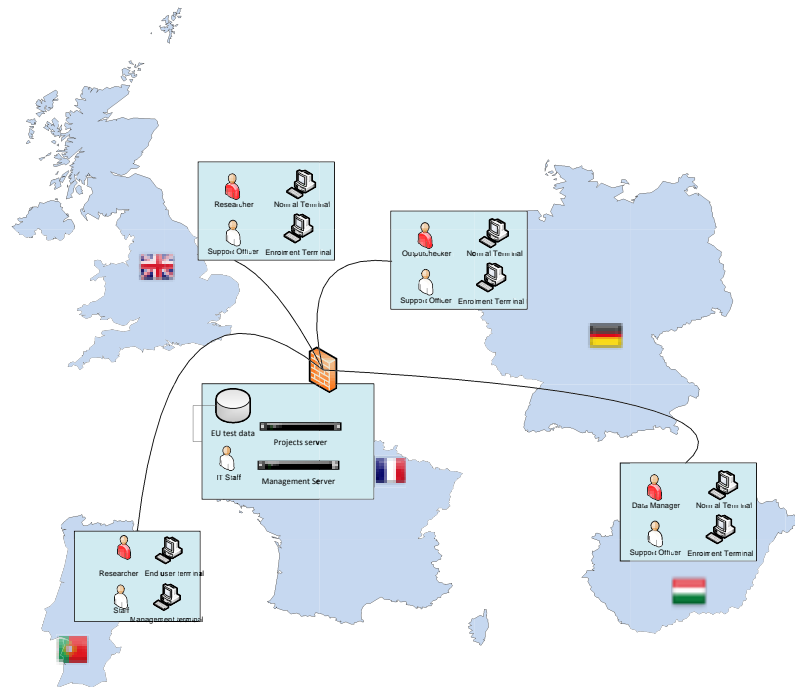 Researcher Normal Terminal
Support Officer Enrolment Terminal
Outputchecker Normal Terminal
Support Officer Enrolment Terminal
EU test data
Projects server
IT Staff
Management Server
Data Manager Normal Terminal
Support Officer Enrolment Terminal
Researcher End user terminal
Staff
Management terminal